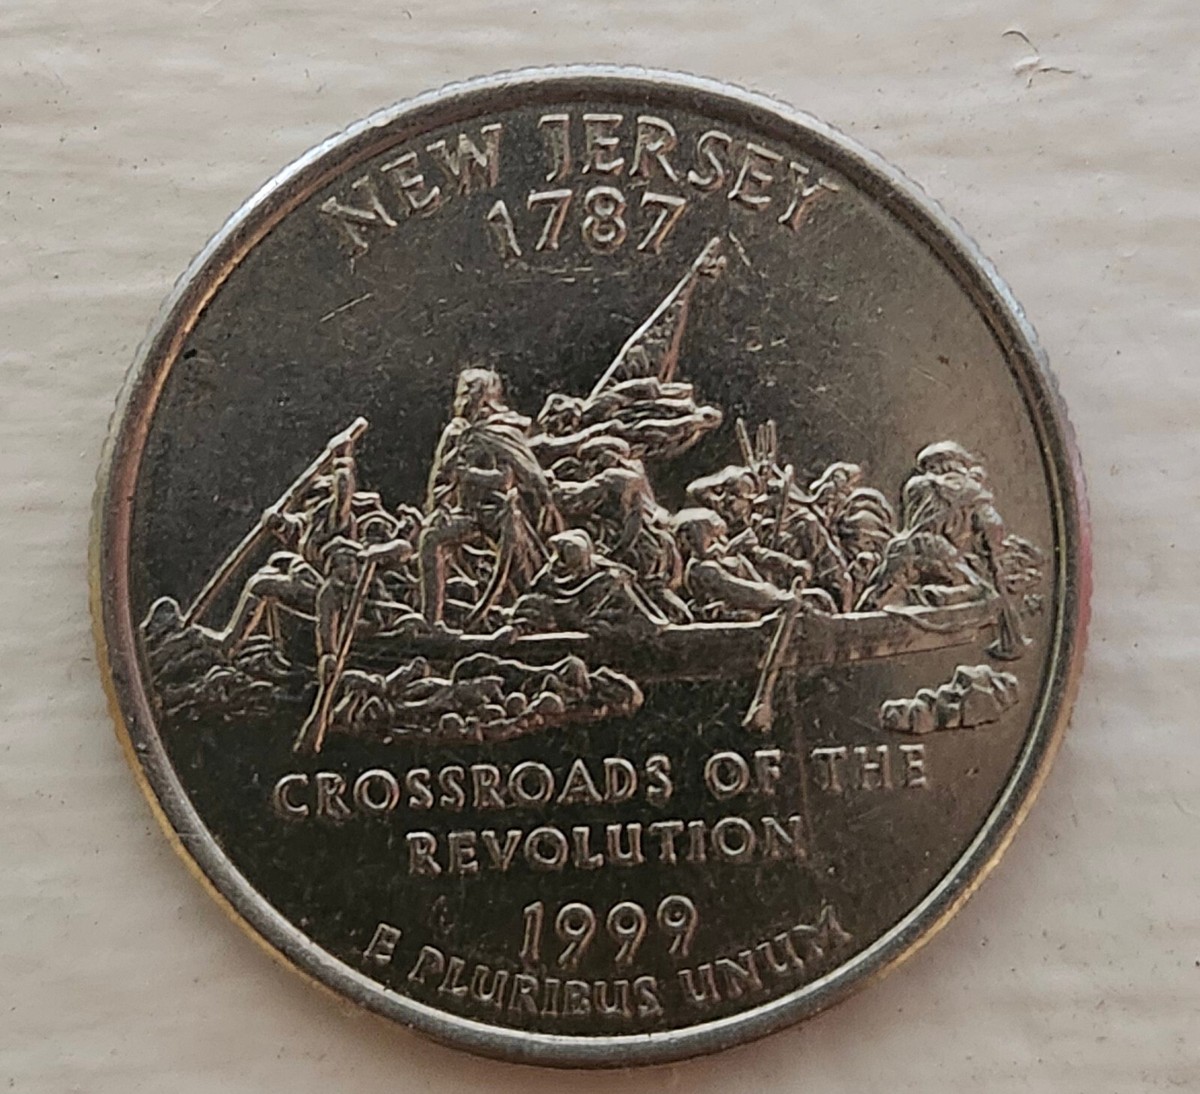 NEW JERSEY
1787
CROSSROADS OF THE
REVOLUTION
1999
E PLURIBUS UNUM